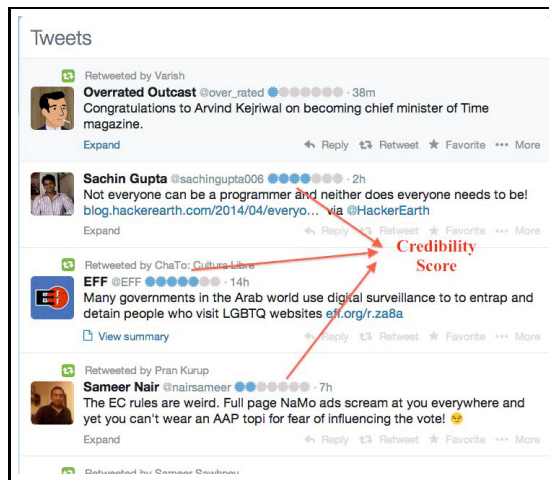 Tweets
Retweeted by Varish
Overrated Outcast @over_rated · 38m
Congratulations to Arvind Kejriwal on becoming chief minister of Time
magazine.
Expand Reply Retweet Favorite More
Sachin Gupta @sachingupta006 · 2h
Not everyone can be a programmer and neither does everyone needs to be!
blog.hackerearth.com/2014/04/everyo... via @HackerEarth
Expand Reply Retweet Favorite More
Credibility
Score
Retweeted by ChaTo: Cultura Libre
EFF @EFF · 14h
Many governments in the Arab world use digital surveillance to to entrap and
detain people who visit LGBTQ websites eff.org/r.za8a
View summary Reply Retweet Favorite More
Retweeted by Pran Kurup
Sameer Nair @nairsameer · 7h
The EC rules are weird. Full page NaMo ads scream at you everywhere and
yet you can't wear an AAP topi for fear of influencing the vote! 😉
Expand Reply Retweet Favorite More
Retweeted by Sameer Sawhney